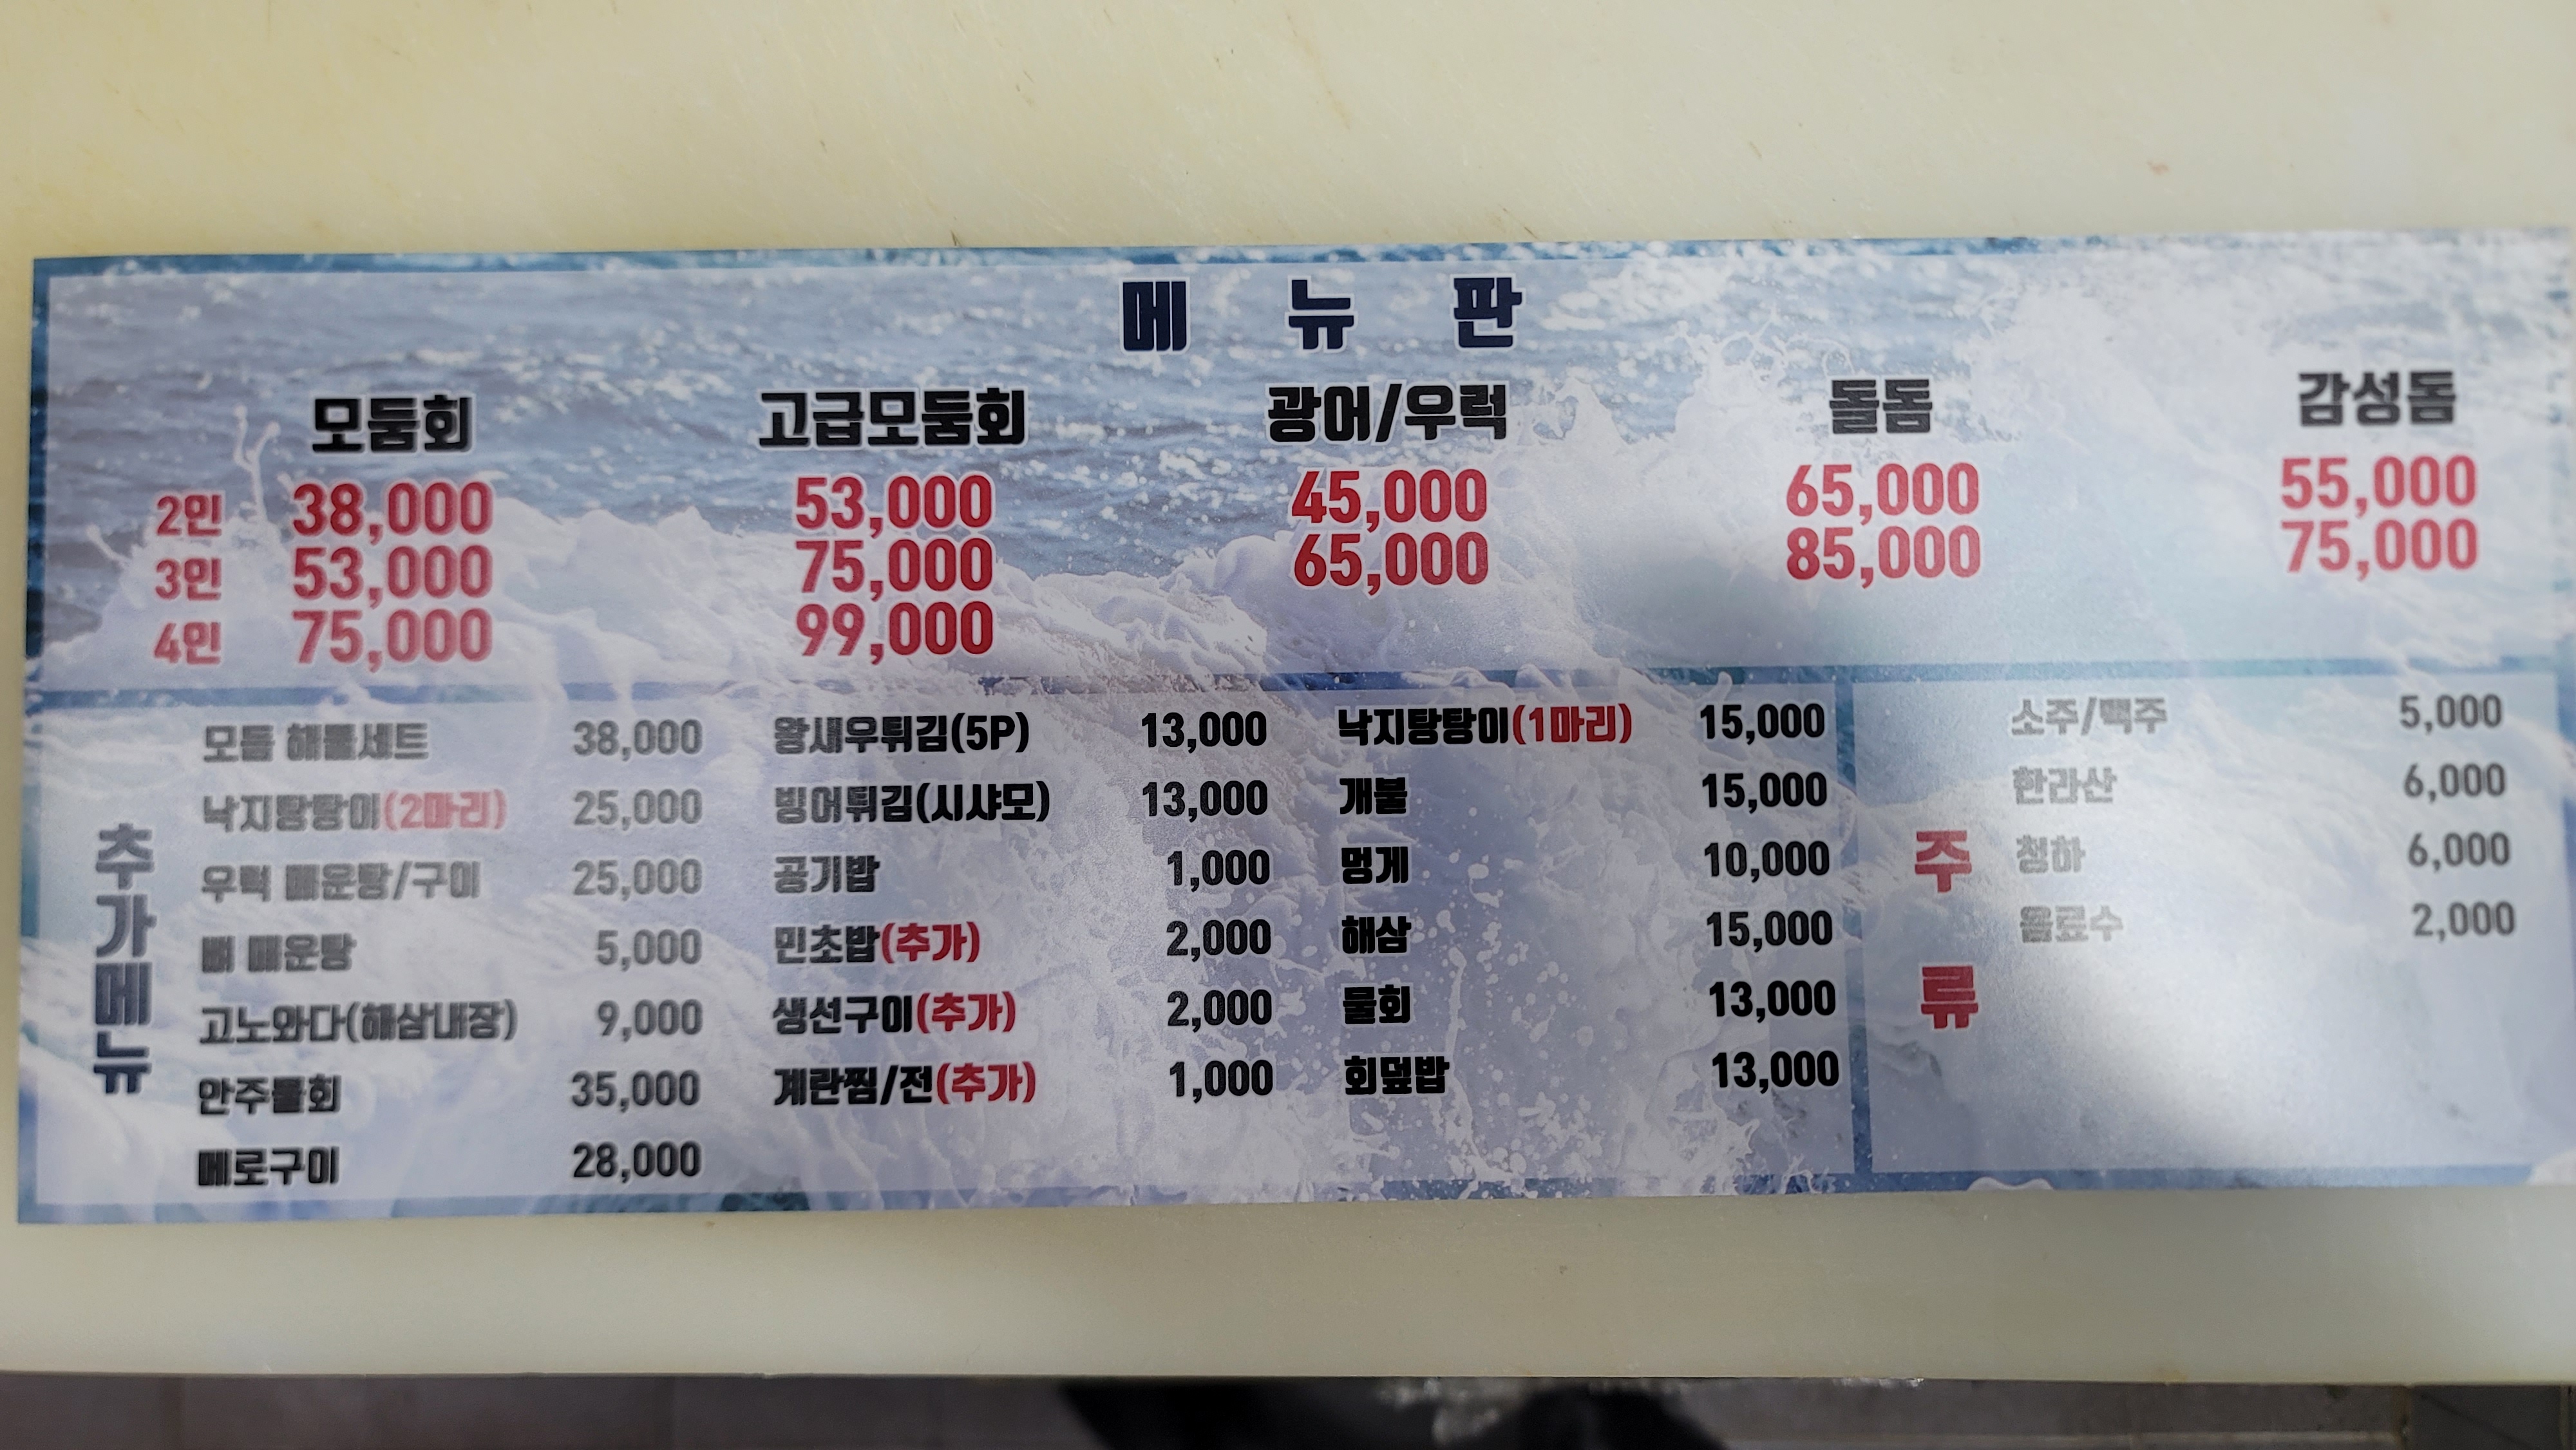 메 뉴 판
모둠회 고급모둠회 광어/우럭 돌돔 감성돔
2인 38,000 53,000 45,000 65,000 55,000
3인 53,000 75,000 65,000 85,000 75,000
4인 75,000 99,000
추가메뉴
모듬 해물세트 38,000
낙지탕탕이(2마리) 25,000
우럭 매운탕/구이 25,000
뼈 매운탕 5,000
고노와다(해삼내장) 9,000
안주물회 35,000
메로구이 28,000
왕새우튀김(5P) 13,000
빙어튀김(시샤모) 13,000
공기밥 1,000
민초밥(추가) 2,000
생선구이(추가) 2,000
계란찜/전(추가) 1,000
낙지탕탕이(1마리) 15,000
개불 15,000
멍게 10,000
해삼 15,000
물회 13,000
회덮밥 13,000
주류
소주/맥주 5,000
한라산 6,000
청하 6,000
음료수 2,000